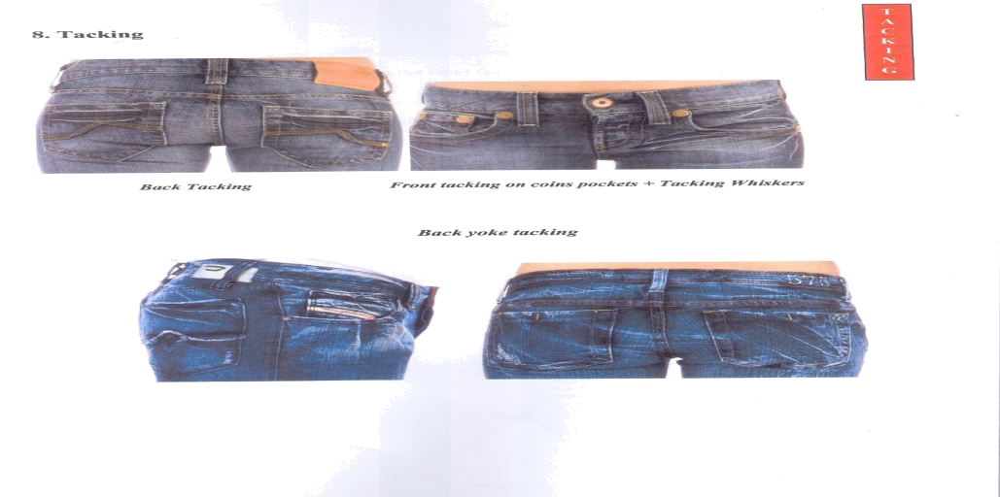 8. Tacking
TACKING
Back Tacking
Front tacking on coins pockets + Tacking Whiskers
Back yoke tacking